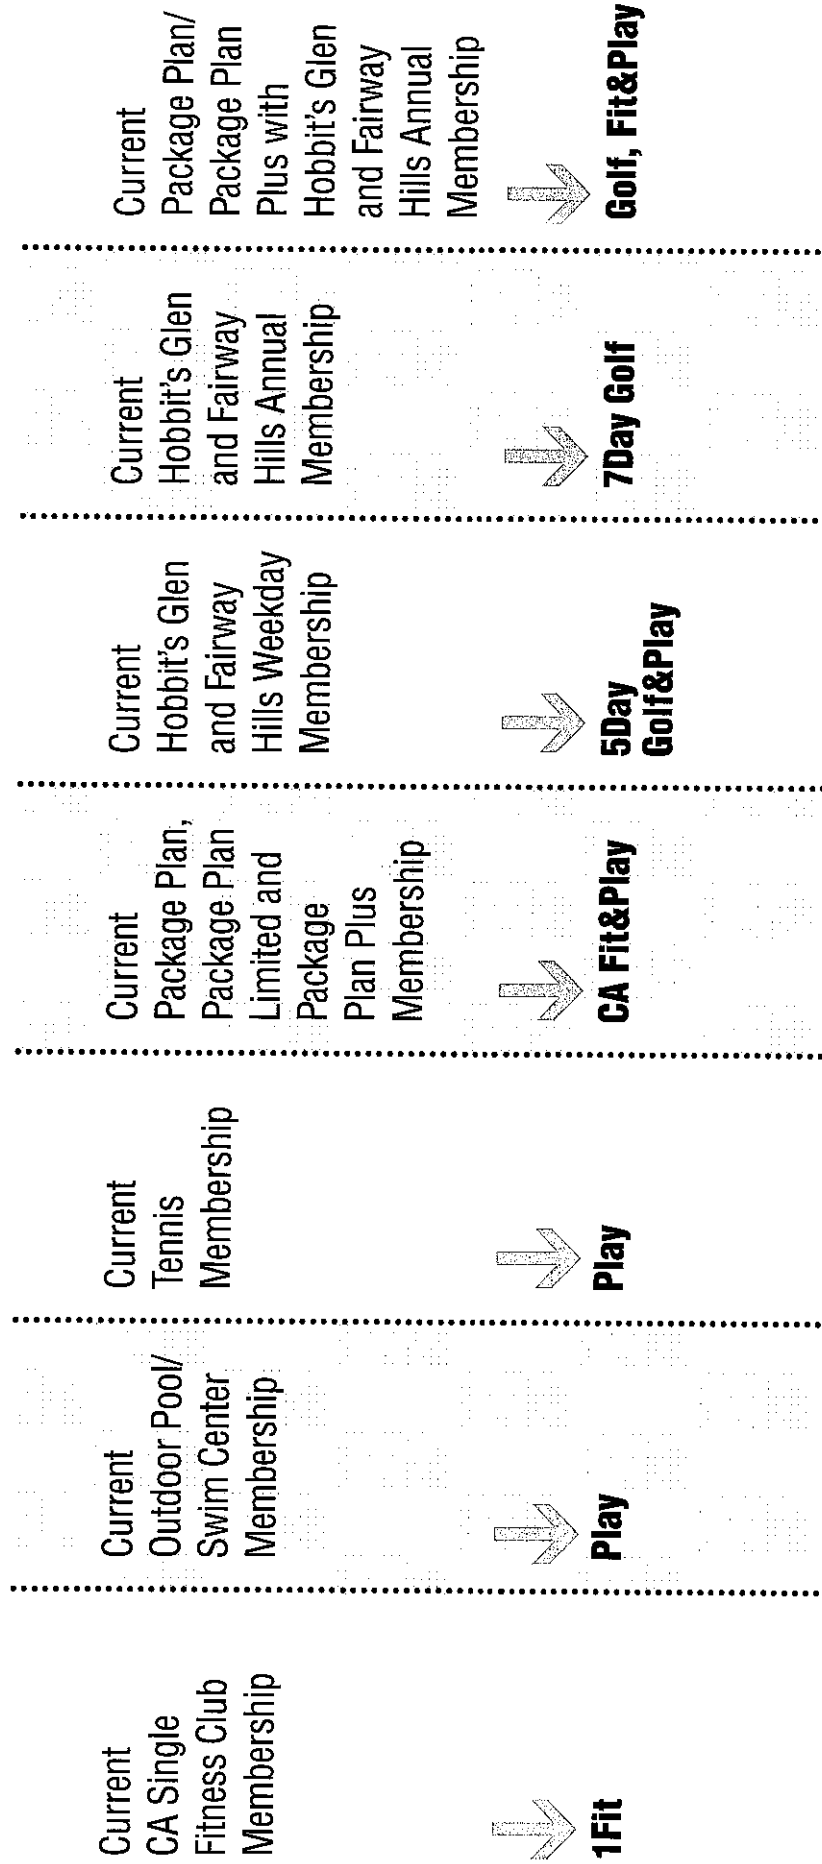 Current
CA Single
Fitness Club
Membership
1Fit
Current
Outdoor Pool/
Swim Center
Membership
Play
Current
Tennis
Membership
Play
Current
Package Plan,
Package Plan
Limited and
Package
Plan Plus
Membership
CA Fit&Play
Current
Hobbit's Glen
and Fairway
Hills Weekday
Membership
5Day
Golf&Play
Current
Hobbit's Glen
and Fairway
Hills Annual
Membership
7Day Golf
Current
Package Plan/
Package Plan
Plus with
Hobbit's Glen
and Fairway
Hills Annual
Membership
Golf, Fit&Play